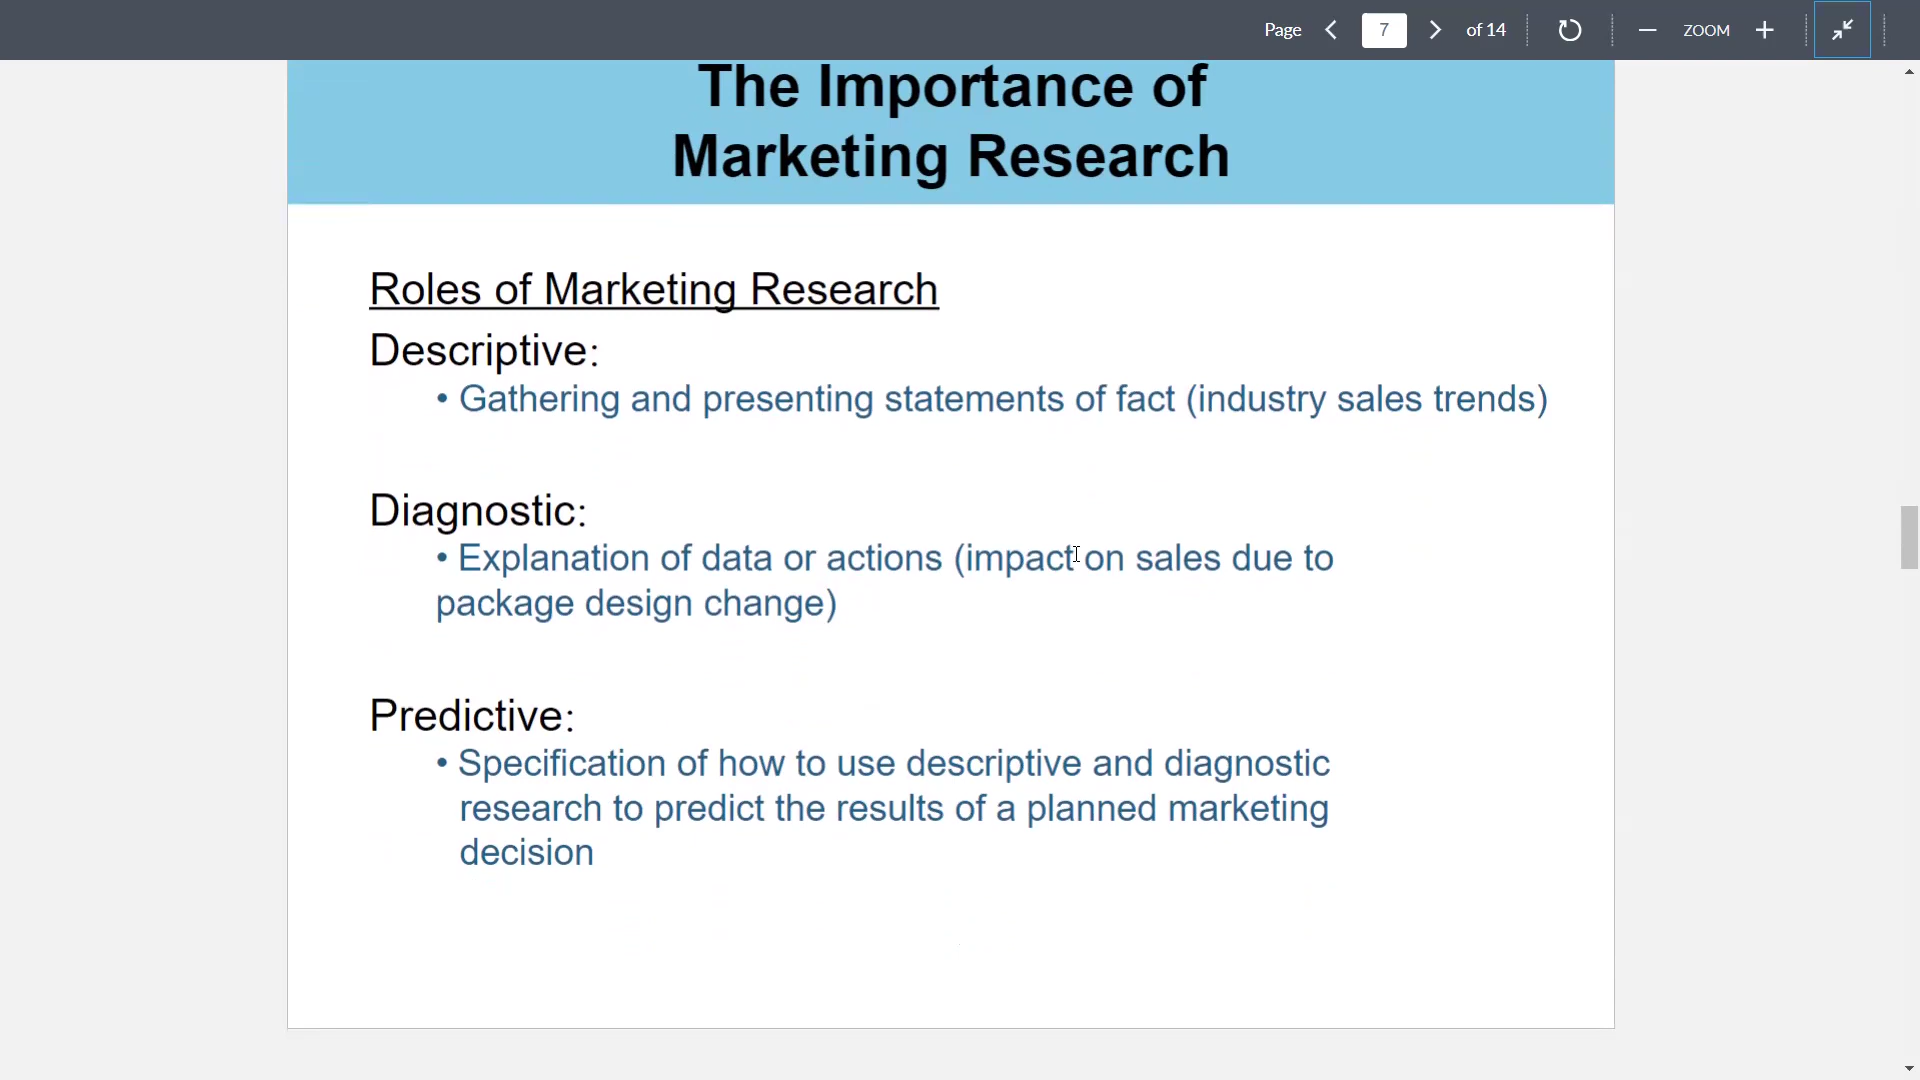 Page 7 of 14 ZOOM
The Importance of
Marketing Research
Roles of Marketing Research
Descriptive:
• Gathering and presenting statements of fact (industry sales trends)
Diagnostic:
• Explanation of data or actions (impact on sales due to
package design change)
Predictive:
• Specification of how to use descriptive and diagnostic
research to predict the results of a planned marketing
decision